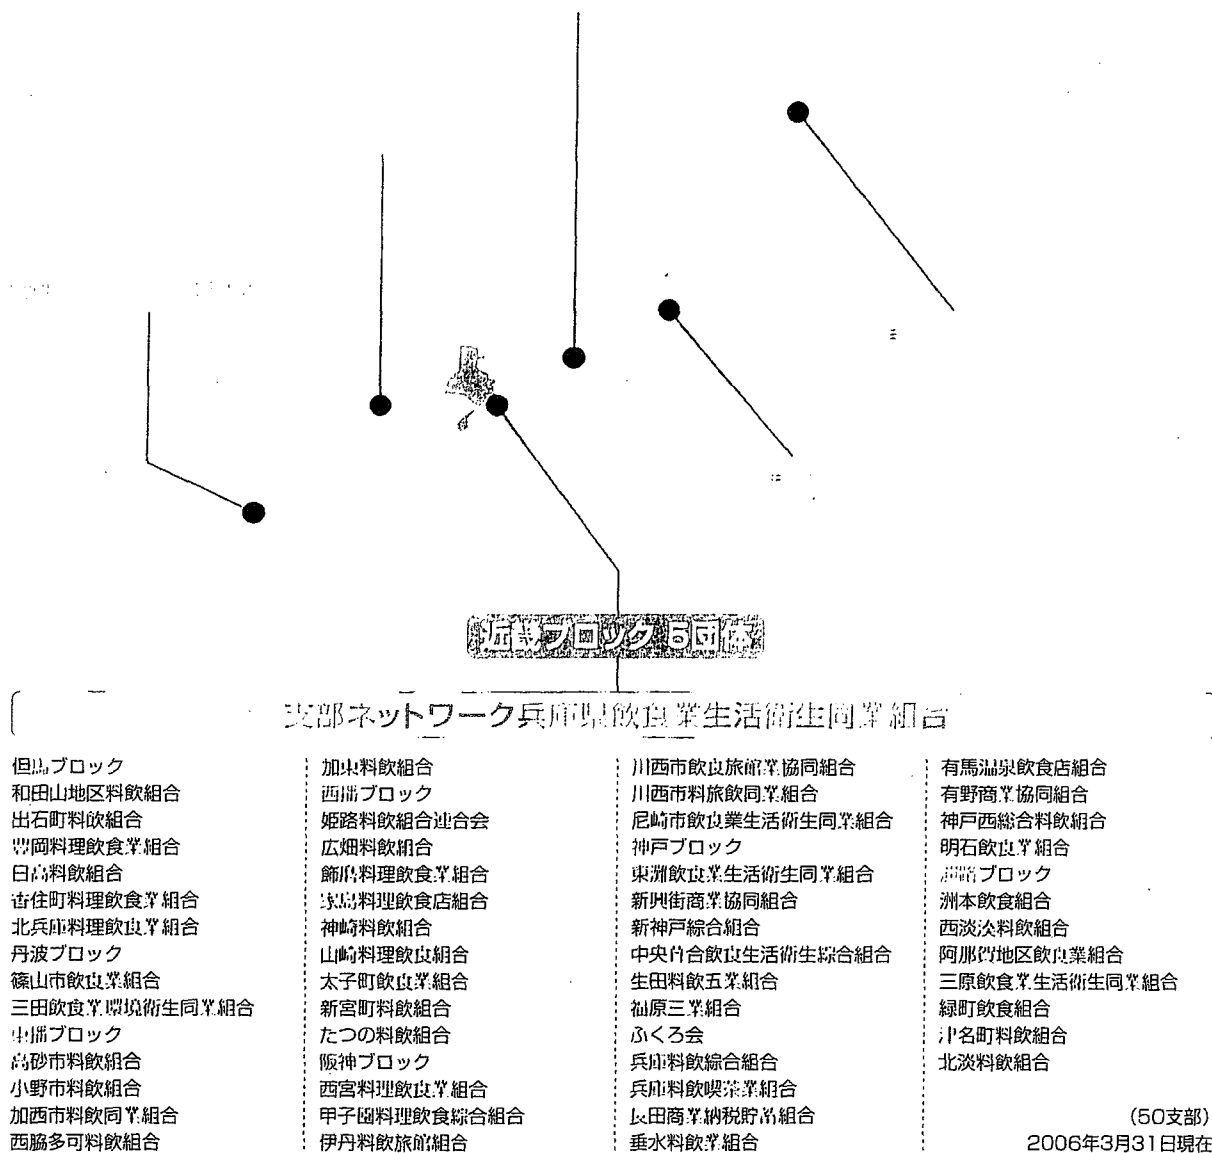 近畿ブロック 5団体
支部ネットワーク兵庫県飲食業生活衛生同業組合
但馬ブロック
和田山地区料飲組合
出石町料飲組合
豊岡料理飲食業組合
日高料飲組合
香住町料理飲食業組合
北兵庫料理飲食業組合
丹波ブロック
篠山市飲食業組合
三田飲食業環境衛生同業組合
東播ブロック
高砂市料飲組合
小野市料飲組合
加西市料飲同業組合
西脇多可料飲組合
加東料飲組合
西播ブロック
姫路料飲組合連合会
広畑料飲組合
飾磨料理飲食業組合
家島料理飲食店組合
神崎料飲組合
山崎料理飲食組合
太子町飲食業組合
新宮町料飲組合
たつの料飲組合
阪神ブロック
西宮料理飲食業組合
甲子園料理飲食綜合組合
伊丹料飲旅館組合
川西市飲食旅館業協同組合
川西市料旅飲同業組合
尼崎市飲食業生活衛生同業組合
神戸ブロック
東灘飲食業生活衛生同業組合
新興街商業協同組合
新神戸綜合組合
中央葺合飲食生活衛生綜合組合
生田料飲五業組合
福原三業組合
ふくろ会
兵庫料飲綜合組合
兵庫料飲喫茶業組合
長田商業納税貯蓄組合
垂水料飲業組合
有馬温泉飲食店組合
有野商業協同組合
神戸西総合料飲組合
明石飲食業組合
淡路ブロック
洲本飲食組合
西淡淡料飲組合
阿那賀地区飲食業組合
三原飲食業生活衛生同業組合
緑町飲食組合
津名町料飲組合
北淡料飲組合
(50支部)
2006年3月31日現在